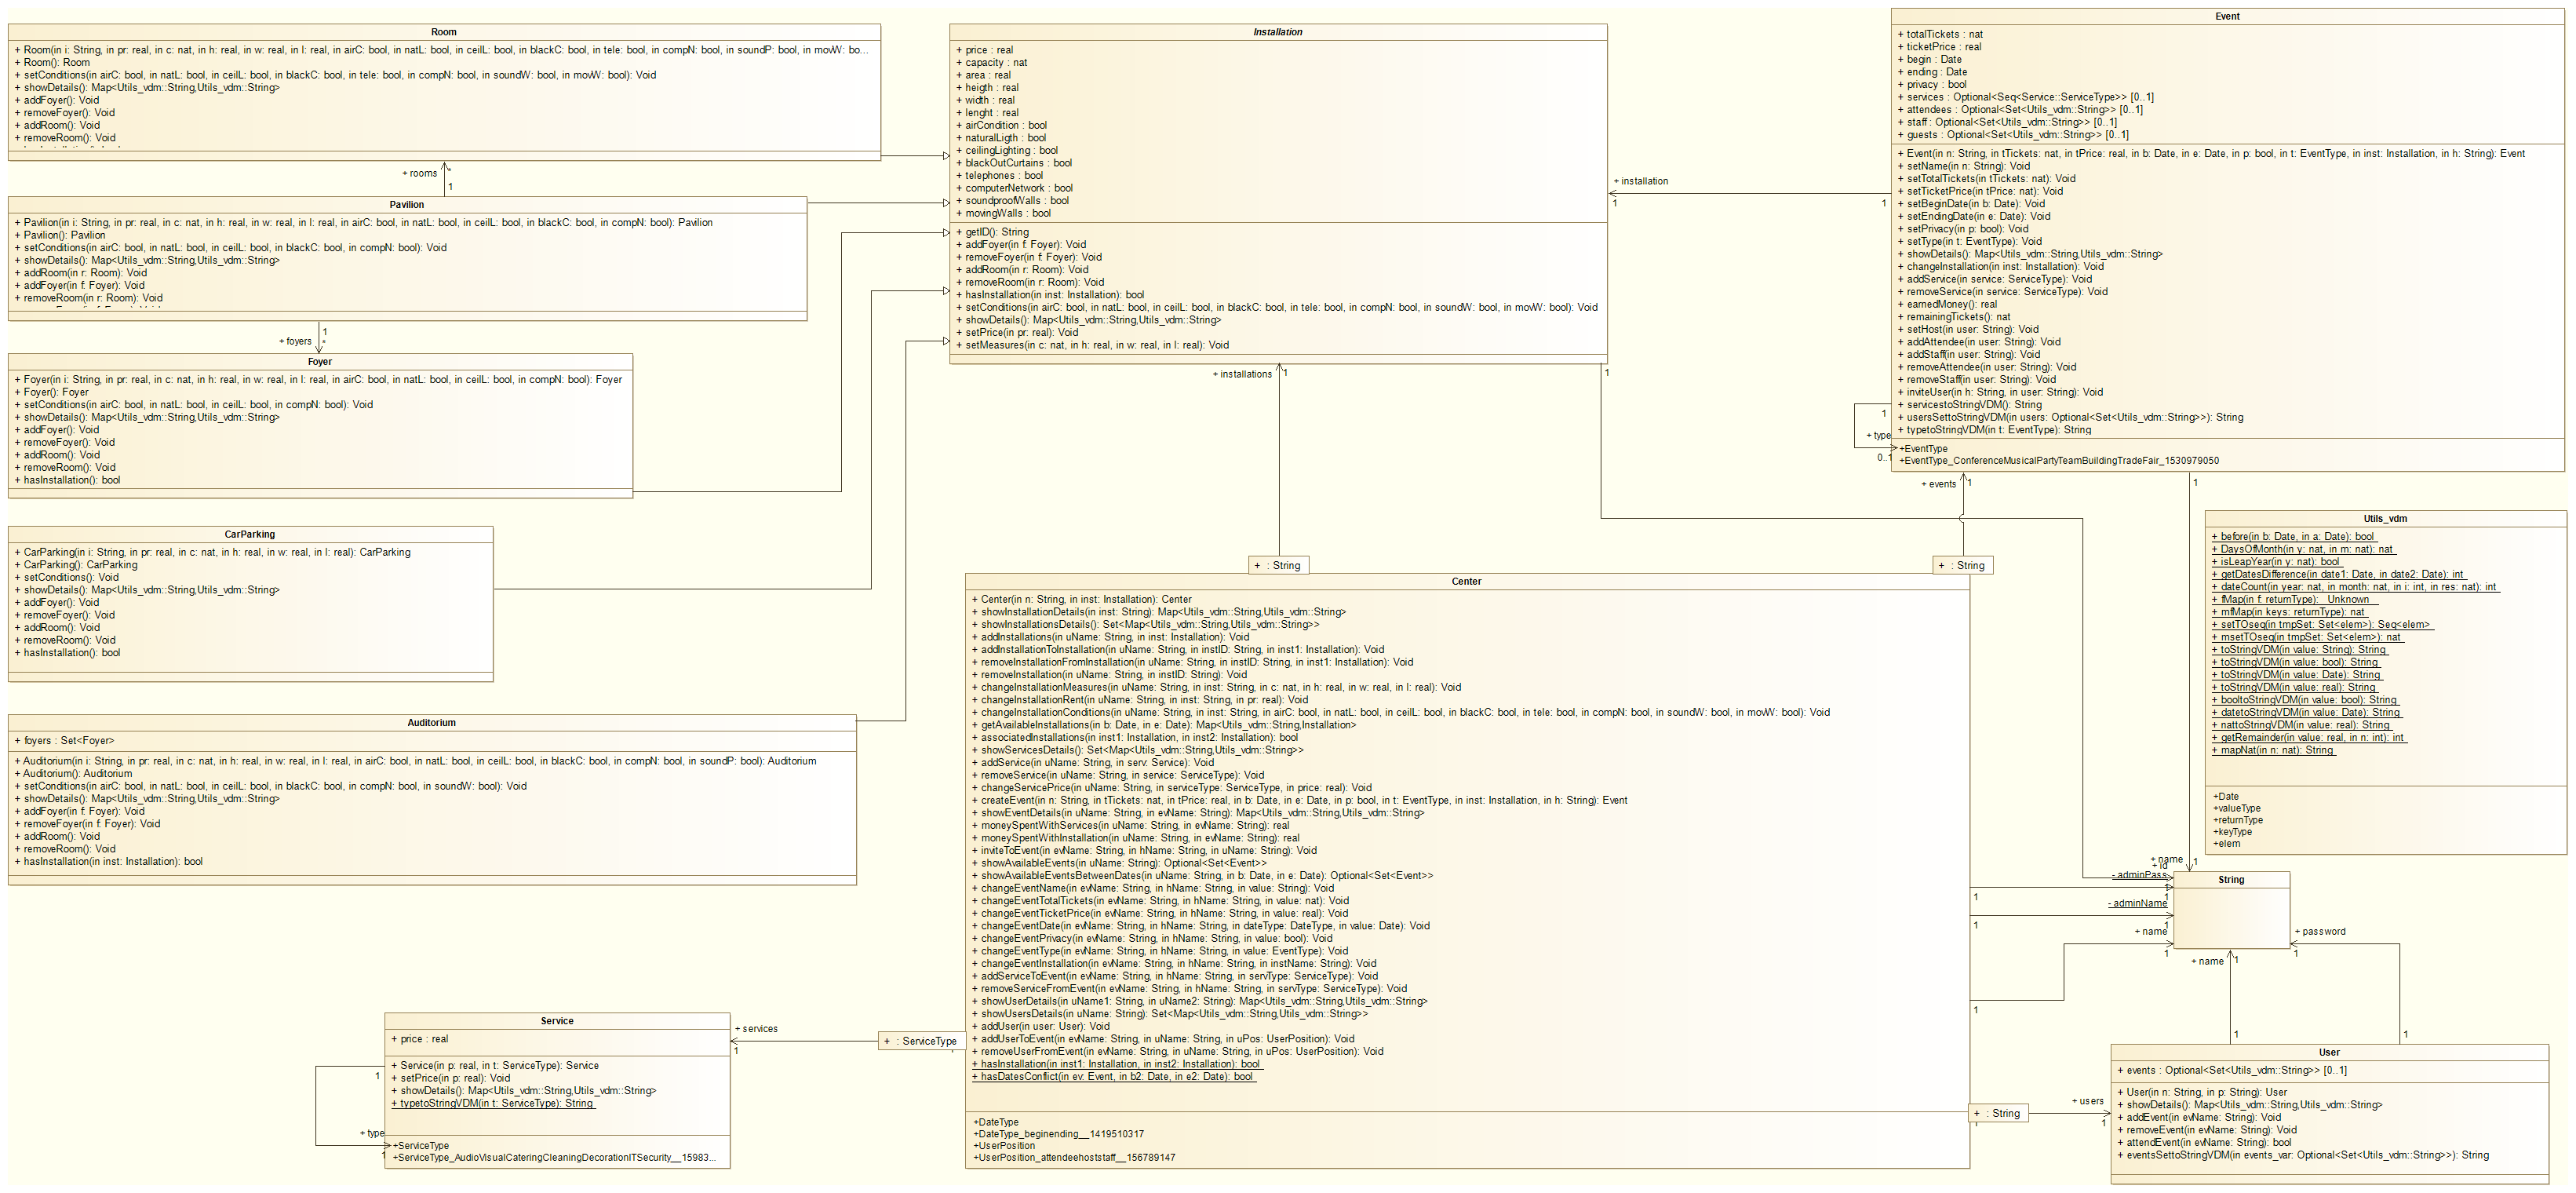 Room
+ Room(in i: String, in pr: real, in c: nat, in h: real, in w: real, in l: real, in airC: bool, in natL: bool, in ceilL: bool, in blackC: bool, in tele: bool, in compN: bool, in soundP: bool, in movW: bo...
+ Room(): Room
+ setConditions(in airC: bool, in natL: bool, in ceilL: bool, in blackC: bool, in tele: bool, in compN: bool, in soundW: bool, in movW: bool): Void
+ showDetails(): Map<Utils_vdm::String,Utils_vdm::String>
+ addFoyer(): Void
+ removeFoyer(): Void
+ addRoom(): Void
+ removeRoom(): Void
+ rooms
*
1
Pavilion
+ Pavilion(in i: String, in pr: real, in c: nat, in h: real, in w: real, in l: real, in airC: bool, in natL: bool, in ceilL: bool, in blackC: bool, in compN: bool): Pavilion
+ Pavilion(): Pavilion
+ setConditions(in airC: bool, in natL: bool, in ceilL: bool, in blackC: bool, in compN: bool): Void
+ showDetails(): Map<Utils_vdm::String,Utils_vdm::String>
+ addRoom(in r: Room): Void
+ addFoyer(in f: Foyer): Void
+ removeRoom(in r: Room): Void
1
+ foyers
*
Foyer
+ Foyer(in i: String, in pr: real, in c: nat, in h: real, in w: real, in l: real, in airC: bool, in natL: bool, in ceilL: bool, in compN: bool): Foyer
+ Foyer(): Foyer
+ setConditions(in airC: bool, in natL: bool, in ceilL: bool, in compN: bool): Void
+ showDetails(): Map<Utils_vdm::String,Utils_vdm::String>
+ addFoyer(): Void
+ removeFoyer(): Void
+ addRoom(): Void
+ removeRoom(): Void
+ hasInstallation(): bool
CarParking
+ CarParking(in i: String, in pr: real, in c: nat, in h: real, in w: real, in l: real): CarParking
+ CarParking(): CarParking
+ setConditions(): Void
+ showDetails(): Map<Utils_vdm::String,Utils_vdm::String>
+ addFoyer(): Void
+ removeFoyer(): Void
+ addRoom(): Void
+ removeRoom(): Void
+ hasInstallation(): bool
Auditorium
+ foyers : Set<Foyer>
+ Auditorium(in i: String, in pr: real, in c: nat, in h: real, in w: real, in l: real, in airC: bool, in natL: bool, in ceilL: bool, in blackC: bool, in compN: bool, in soundP: bool): Auditorium
+ Auditorium(): Auditorium
+ setConditions(in airC: bool, in natL: bool, in ceilL: bool, in blackC: bool, in compN: bool, in soundW: bool): Void
+ showDetails(): Map<Utils_vdm::String,Utils_vdm::String>
+ addFoyer(in f: Foyer): Void
+ removeFoyer(in f: Foyer): Void
+ addRoom(): Void
+ removeRoom(): Void
+ hasInstallation(in inst: Installation): bool
Installation
+ price : real
+ capacity : nat
+ area : real
+ heigth : real
+ width : real
+ lenght : real
+ airCondition : bool
+ naturalLigth : bool
+ ceilingLighting : bool
+ blackOutCurtains : bool
+ telephones : bool
+ computerNetwork : bool
+ soundproofWalls : bool
+ movingWalls : bool
+ getID(): String
+ addFoyer(in f: Foyer): Void
+ removeFoyer(in f: Foyer): Void
+ addRoom(in r: Room): Void
+ removeRoom(in r: Room): Void
+ hasInstallation(in inst: Installation): bool
+ setConditions(in airC: bool, in natL: bool, in ceilL: bool, in blackC: bool, in tele: bool, in compN: bool, in soundW: bool, in movW: bool): Void
+ showDetails(): Map<Utils_vdm::String,Utils_vdm::String>
+ setPrice(in pr: real): Void
+ setMeasures(in c: nat, in h: real, in w: real, in l: real): Void
+ installations
1
1
+ installation
1
1
Event
+ totalTickets : nat
+ ticketPrice : real
+ begin : Date
+ ending : Date
+ privacy : bool
+ services : Optional<Seq<Service::ServiceType>> [0..1]
+ attendees : Optional<Set<Utils_vdm::String>> [0..1]
+ staff : Optional<Set<Utils_vdm::String>> [0..1]
+ guests : Optional<Set<Utils_vdm::String>> [0..1]
+ Event(in n: String, in tTickets: nat, in tPrice: real, in b: Date, in e: Date, in p: bool, in t: EventType, in inst: Installation, in h: String): Event
+ setName(in n: String): Void
+ setTotalTickets(in tTickets: nat): Void
+ setTicketPrice(in tPrice: nat): Void
+ setBeginDate(in b: Date): Void
+ setEndingDate(in e: Date): Void
+ setPrivacy(in p: bool): Void
+ setType(in t: EventType): Void
+ showDetails(): Map<Utils_vdm::String,Utils_vdm::String>
+ changeInstallation(in inst: Installation): Void
+ addService(in service: ServiceType): Void
+ removeService(in service: ServiceType): Void
+ earnedMoney(): real
+ remainingTickets(): nat
+ setHost(in user: String): Void
+ addAttendee(in user: String): Void
+ addStaff(in user: String): Void
+ removeAttendee(in user: String): Void
+ removeStaff(in user: String): Void
+ inviteUser(in h: String, in user: String): Void
+ servicestoStringVDM(): String
+ usersSettoStringVDM(in users: Optional<Set<Utils_vdm::String>>): String
+ typetoStringVDM(in t: EventType): String
+EventType
+EventType_ConferenceMusicalPartyTeamBuildingTradeFair_1530979050
1
+ type
0..1
+ events
1
1
Utils_vdm
+ before(in b: Date, in a: Date): bool
+ DaysOfMonth(in y: nat, in m: nat): nat
+ isLeapYear(in y: nat): bool
+ getDatesDifference(in date1: Date, in date2: Date): int
+ dateCount(in year: nat, in month: nat, in i: int, in res: nat): int
+ fMap(in f: returnType): _Unknown_
+ mfMap(in keys: returnType): nat
+ setTOseq(in tmpSet: Set<elem>): Seq<elem>
+ msetTOseq(in tmpSet: Set<elem>): nat
+ toStringVDM(in value: String): String
+ toStringVDM(in value: bool): String
+ toStringVDM(in value: Date): String
+ toStringVDM(in value: real): String
+ booltoStringVDM(in value: bool): String
+ datetoStringVDM(in value: Date): String
+ nattoStringVDM(in value: real): String
+ getRemainder(in value: real, in n: int): int
+ mapNat(in n: nat): String
+Date
+valueType
+returnType
+keyType
+elem
+ : String
+ : String
Center
+ Center(in n: String, in inst: Installation): Center
+ showInstallationDetails(in inst: String): Map<Utils_vdm::String,Utils_vdm::String>
+ showInstallationsDetails(): Set<Map<Utils_vdm::String,Utils_vdm::String>>
+ addInstallations(in uName: String, in inst: Installation): Void
+ addInstallationToInstallation(in uName: String, in instID: String, in inst1: Installation): Void
+ removeInstallationFromInstallation(in uName: String, in instID: String, in inst1: Installation): Void
+ removeInstallation(in uName: String, in instID: String): Void
+ changeInstallationMeasures(in uName: String, in inst: String, in c: nat, in h: real, in w: real, in l: real): Void
+ changeInstallationRent(in uName: String, in inst: String, in pr: real): Void
+ changeInstallationConditions(in uName: String, in inst: String, in airC: bool, in natL: bool, in ceilL: bool, in blackC: bool, in tele: bool, in compN: bool, in soundW: bool, in movW: bool): Void
+ getAvailableInstallations(in b: Date, in e: Date): Map<Utils_vdm::String,Installation>
+ associatedInstallations(in inst1: Installation, in inst2: Installation): bool
+ showServicesDetails(): Set<Map<Utils_vdm::String,Utils_vdm::String>>
+ addService(in uName: String, in serv: Service): Void
+ removeService(in uName: String, in service: ServiceType): Void
+ changeServicePrice(in uName: String, in serviceType: ServiceType, in price: real): Void
+ createEvent(in n: String, in tTickets: nat, in tPrice: real, in b: Date, in e: Date, in p: bool, in t: EventType, in inst: Installation, in h: String): Event
+ showEventDetails(in uName: String, in evName: String): Map<Utils_vdm::String,Utils_vdm::String>
+ moneySpentWithServices(in uName: String, in evName: String): real
+ moneySpentWithInstallation(in uName: String, in evName: String): real
+ inviteToEvent(in evName: String, in hName: String, in uName: String): Void
+ showAvailableEvents(in uName: String): Optional<Set<Event>>
+ showAvailableEventsBetweenDates(in uName: String, in b: Date, in e: Date): Optional<Set<Event>>
+ changeEventName(in evName: String, in hName: String, in value: String): Void
+ changeEventTotalTickets(in evName: String, in hName: String, in value: nat): Void
+ changeEventTicketPrice(in evName: String, in hName: String, in value: real): Void
+ changeEventDate(in evName: String, in hName: String, in dateType: DateType, in value: Date): Void
+ changeEventPrivacy(in evName: String, in hName: String, in value: bool): Void
+ changeEventType(in evName: String, in hName: String, in value: EventType): Void
+ changeEventInstallation(in evName: String, in hName: String, in instName: String): Void
+ addServiceToEvent(in evName: String, in hName: String, in servType: ServiceType): Void
+ removeServiceFromEvent(in evName: String, in hName: String, in servType: ServiceType): Void
+ showUserDetails(in uName1: String, in uName2: String): Map<Utils_vdm::String,Utils_vdm::String>
+ showUsersDetails(in uName: String): Set<Map<Utils_vdm::String,Utils_vdm::String>>
+ addUser(in user: User): Void
+ addUserToEvent(in evName: String, in uName: String, in uPos: UserPosition): Void
+ removeUserFromEvent(in evName: String, in uName: String, in uPos: UserPosition): Void
+ hasInstallation(in inst1: Installation, in inst2: Installation): bool
+ hasDatesConflict(in ev: Event, in b2: Date, in e2: Date): bool
+DateType
+DateType_beginending__1419510317
+UserPosition
+UserPosition_attendeehoststaff__156789147
+ : ServiceType
+ services
1
Service
+ price : real
+ Service(in p: real, in t: ServiceType): Service
+ setPrice(in p: real): Void
+ showDetails(): Map<Utils_vdm::String,Utils_vdm::String>
+ typetoStringVDM(in t: ServiceType): String
+ServiceType
+ServiceType_AudioVisualCateringCleaningDecorationITSecurity__15983...
1
+ type
1
+ name
1
+ id
- adminPass
1
1
- adminName
1
1
+ name
1
1
String
+ password
1
+ name
1
1
1
+ : String
+ users
1
1
User
+ events : Optional<Set<Utils_vdm::String>> [0..1]
+ User(in n: String, in p: String): User
+ showDetails(): Map<Utils_vdm::String,Utils_vdm::String>
+ addEvent(in evName: String): Void
+ removeEvent(in evName: String): Void
+ attendEvent(in evName: String): bool
+ eventsSettoStringVDM(in events_var: Optional<Set<Utils_vdm::String>>): String